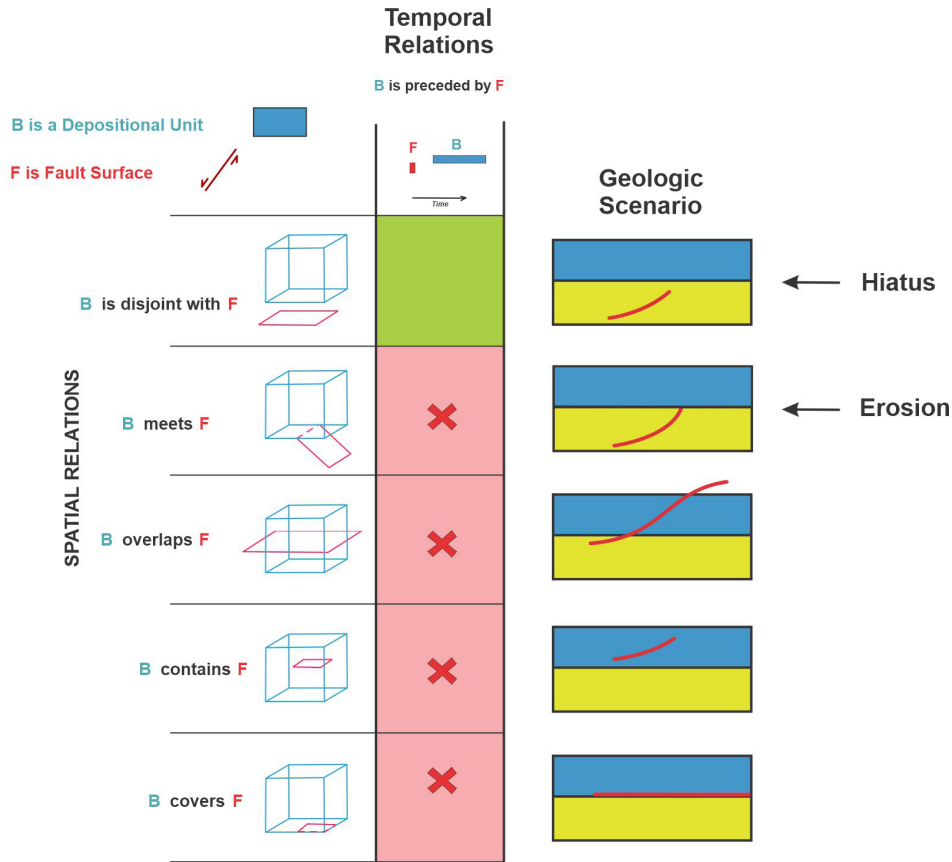 Temporal
Relations
B is preceded by F
B is a Depositional Unit
F is Fault Surface
F
B
Time
Geologic
Scenario
SPATIAL RELATIONS
B is disjoint with F
Hiatus
B meets F
Erosion
B overlaps F
B contains F
B covers F